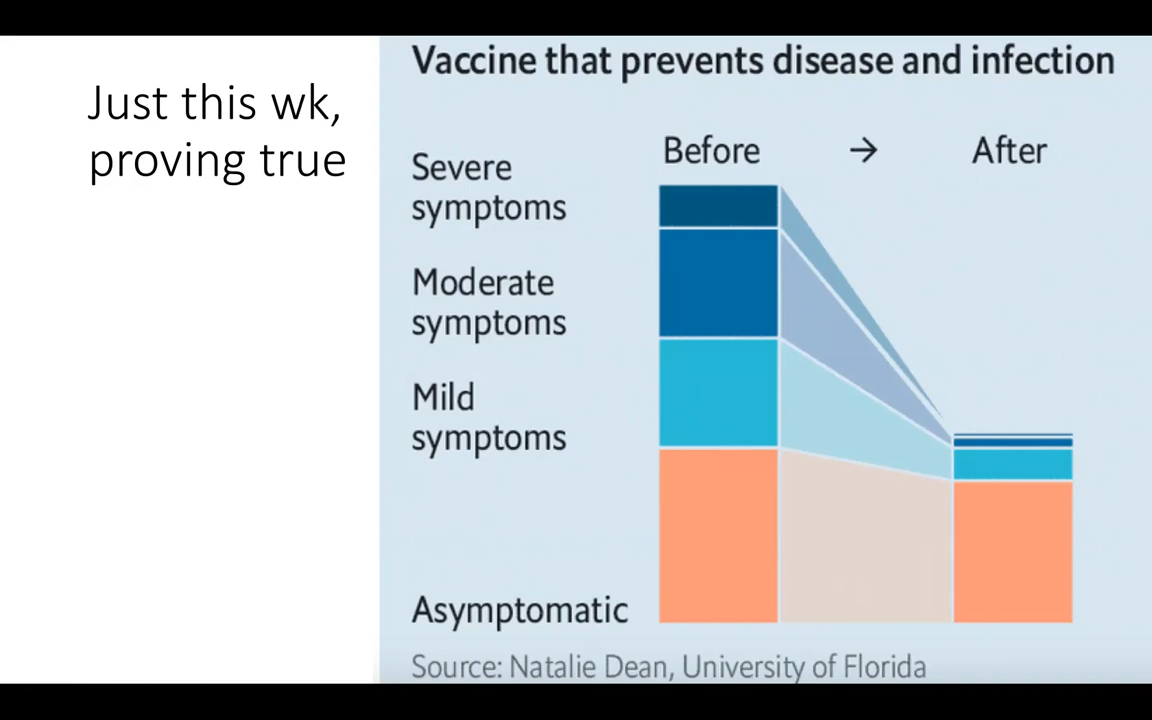 Just this wk,
proving true
Vaccine that prevents disease and infection
Before → After
Severe
symptoms
Moderate
symptoms
Mild
symptoms
Asymptomatic
Source: Natalie Dean, University of Florida